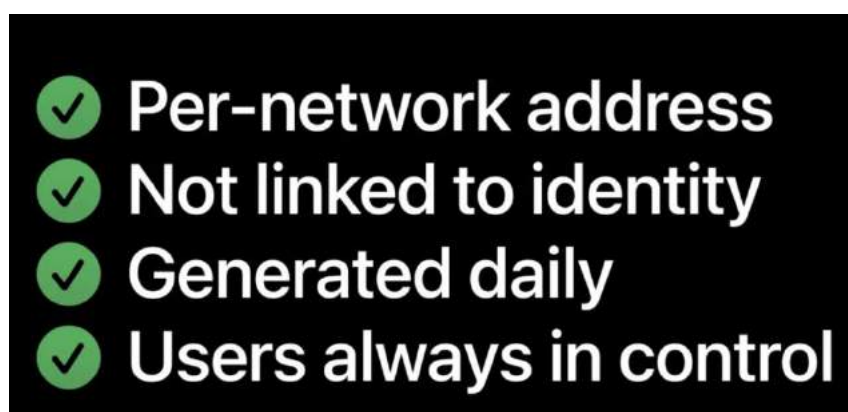 Per-network address
Not linked to identity
Generated daily
Users always in control